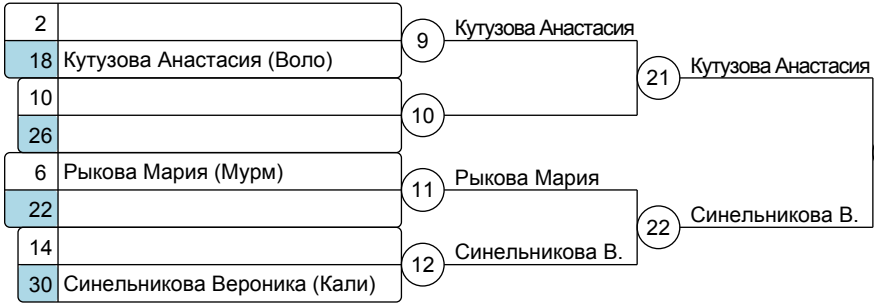 2
18 Кутузова Анастасия (Воло)
10
26
6 Рыкова Мария (Мурм)
22
14
30 Синельникова Вероника (Кали)
9 Кутузова Анастасия
10
11 Рыкова Мария
12 Синельникова В.
21 Кутузова Анастасия
22 Синельникова В.